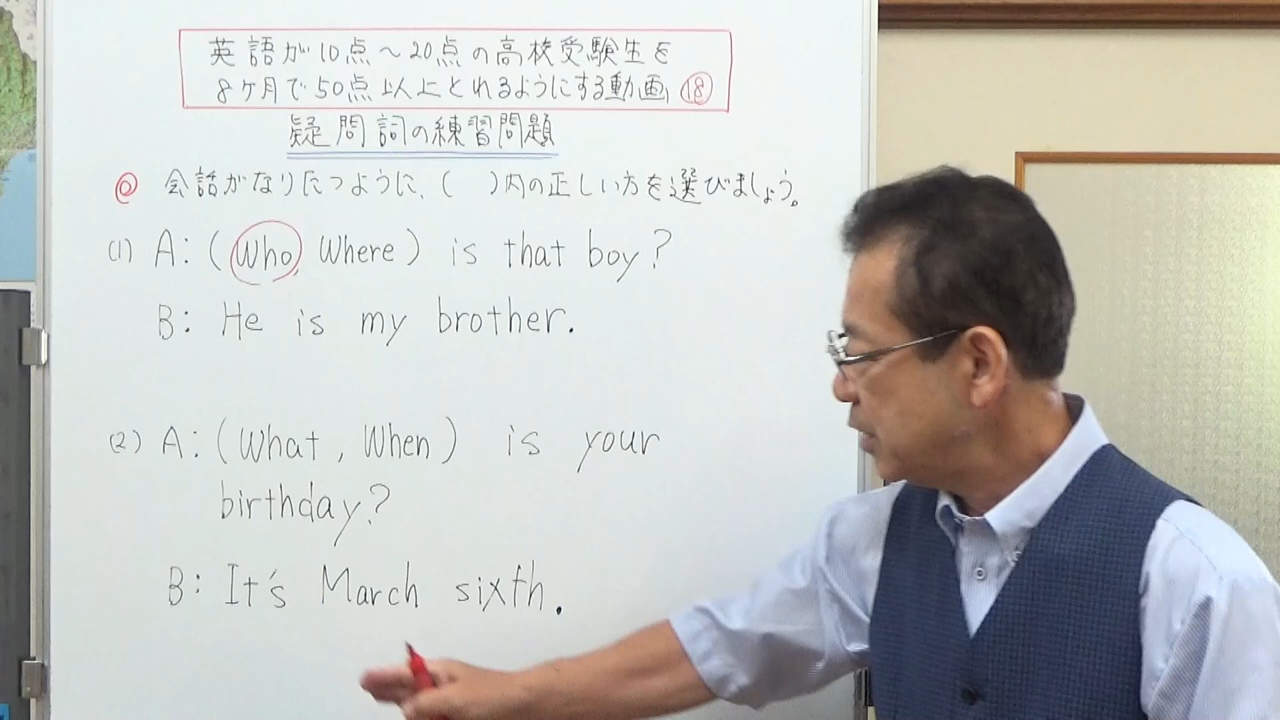 英語が10点～20点の高校受験生を
8ヶ月で50点以上とれるようにする動画 ⑱
疑問詞の練習問題
◎ 会話がなりたつように、(　)内の正しい方を選びましょう。
(1) A: (Who, Where) is that boy?
B: He is my brother.
(2) A: (What, When) is your
birthday?
B: It's March sixth.